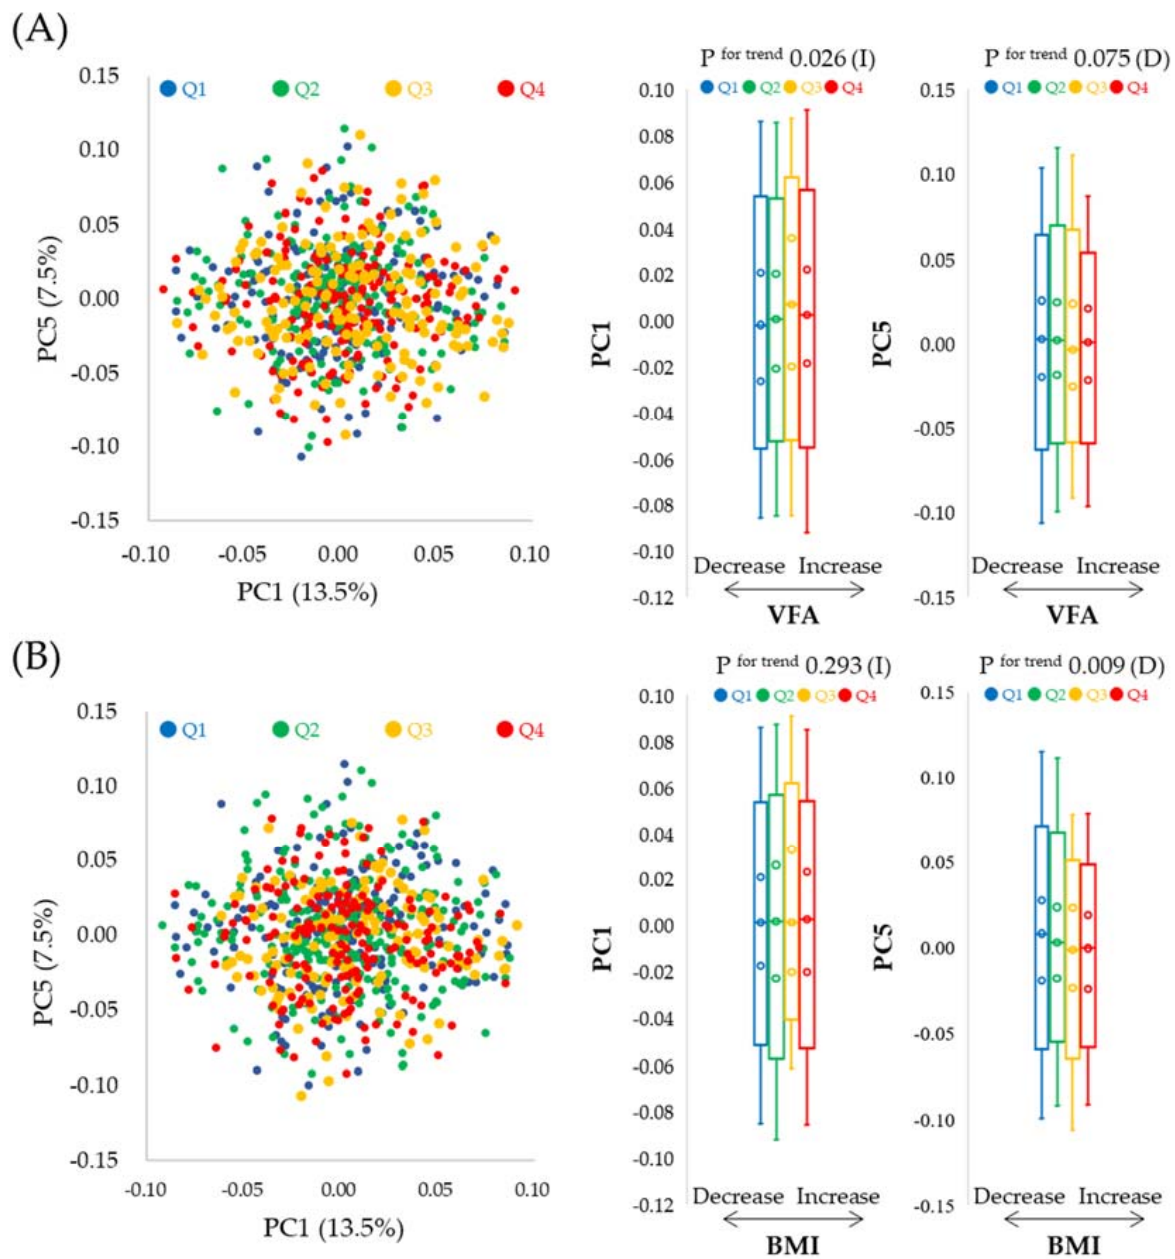 (A)
P for trend 0.026 (I)
P for trend 0.075 (D)
Q1 Q2 Q3 Q4
Q1 Q2 Q3 Q4
Q1 Q2 Q3 Q4
0.15
0.10
0.05
0.00
-0.05
-0.10
-0.15
PC5 (7.5%)
-0.10 -0.05 0.00 0.05 0.10
PC1 (13.5%)
0.10
0.08
0.06
0.04
0.02
0.00
-0.02
-0.04
-0.06
-0.08
-0.10
-0.12
PC1
Decrease Increase
VFA
0.15
0.10
0.05
0.00
-0.05
-0.10
-0.15
PC5
Decrease Increase
VFA
(B)
P for trend 0.293 (I)
P for trend 0.009 (D)
Q1 Q2 Q3 Q4
Q1 Q2 Q3 Q4
Q1 Q2 Q3 Q4
0.15
0.10
0.05
0.00
-0.05
-0.10
-0.15
PC5 (7.5%)
-0.10 -0.05 0.00 0.05 0.10
PC1 (13.5%)
0.10
0.08
0.06
0.04
0.02
0.00
-0.02
-0.04
-0.06
-0.08
-0.10
-0.12
PC1
Decrease Increase
BMI
0.15
0.10
0.05
0.00
-0.05
-0.10
-0.15
PC5
Decrease Increase
BMI